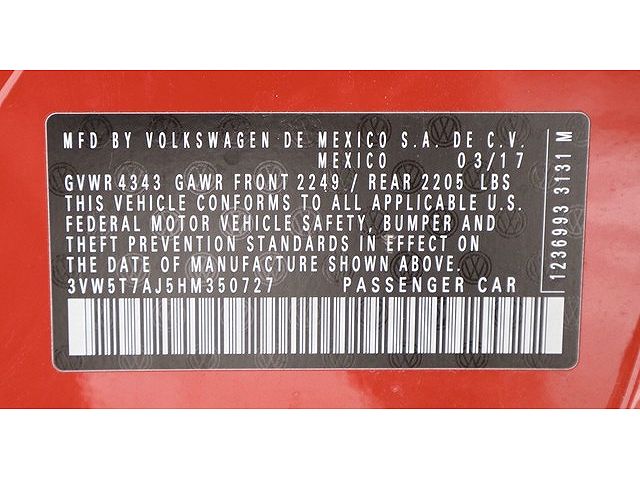 MFD BY VOLKSWAGEN DE MEXICO S.A. DE C.V.
MEXICO 03/17
GVWR 4343 GAWR FRONT 2249 / REAR 2205 LBS
THIS VEHICLE CONFORMS TO ALL APPLICABLE U.S.
FEDERAL MOTOR VEHICLE SAFETY, BUMPER AND
THEFT PREVENTION STANDARDS IN EFFECT ON
THE DATE OF MANUFACTURE SHOWN ABOVE.
3VW5T7AJ5HM350727 PASSENGER CAR
1236993 3131 M